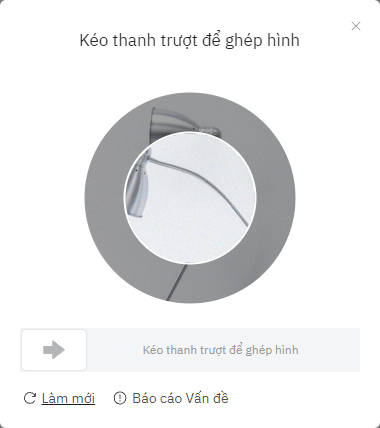 Kéo thanh trượt để ghép hình
Kéo thanh trượt để ghép hình
Làm mới
Báo cáo Vấn đề